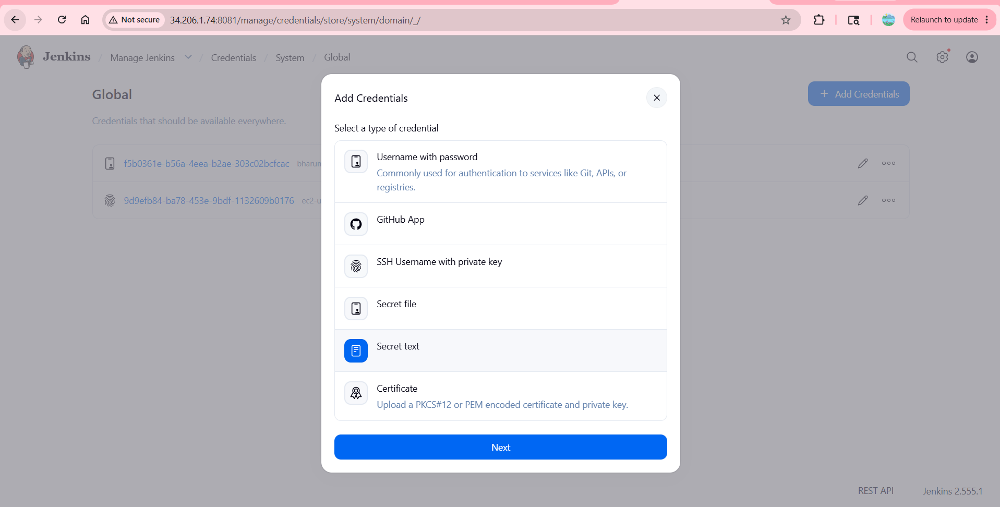 Not secure
34.206.1.74:8081/manage/credentials/store/system/domain/_/
Relaunch to update
Jenkins / Manage Jenkins / Credentials / System / Global
Global
Add Credentials
Credentials that should be available everywhere.
f5b0361e-b56a-4eea-b2ae-303c02bcfcac
9d9efb84-ba78-453e-9bdf-1132609b0176 ec2-u
Add Credentials
Select a type of credential
Username with password
Commonly used for authentication to services like Git, APIs, or
registries.
GitHub App
SSH Username with private key
Secret file
Secret text
Certificate
Upload a PKCS#12 or PEM encoded certificate and private key.
Next
REST API
Jenkins 2.555.1